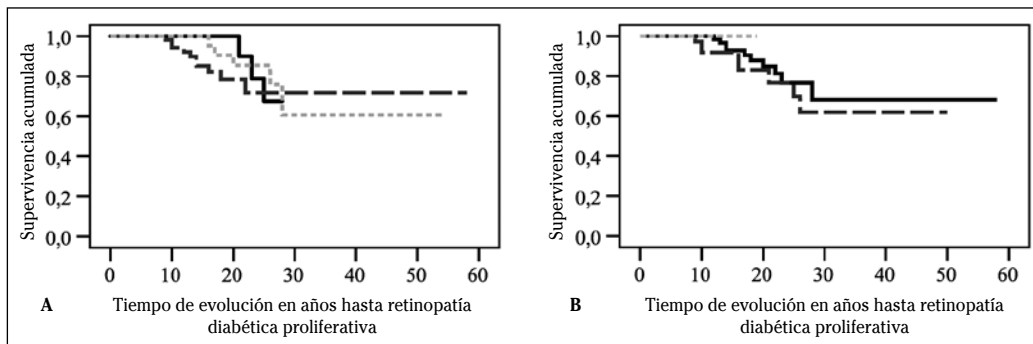 Supervivencia acumulada
1,0
0,8
0,6
0,4
0,2
0,0
0 10 20 30 40 50 60
A Tiempo de evolución en años hasta retinopatía
diabética proliferativa
Supervivencia acumulada
1,0
0,8
0,6
0,4
0,2
0,0
0 10 20 30 40 50 60
B Tiempo de evolución en años hasta retinopatía
diabética proliferativa